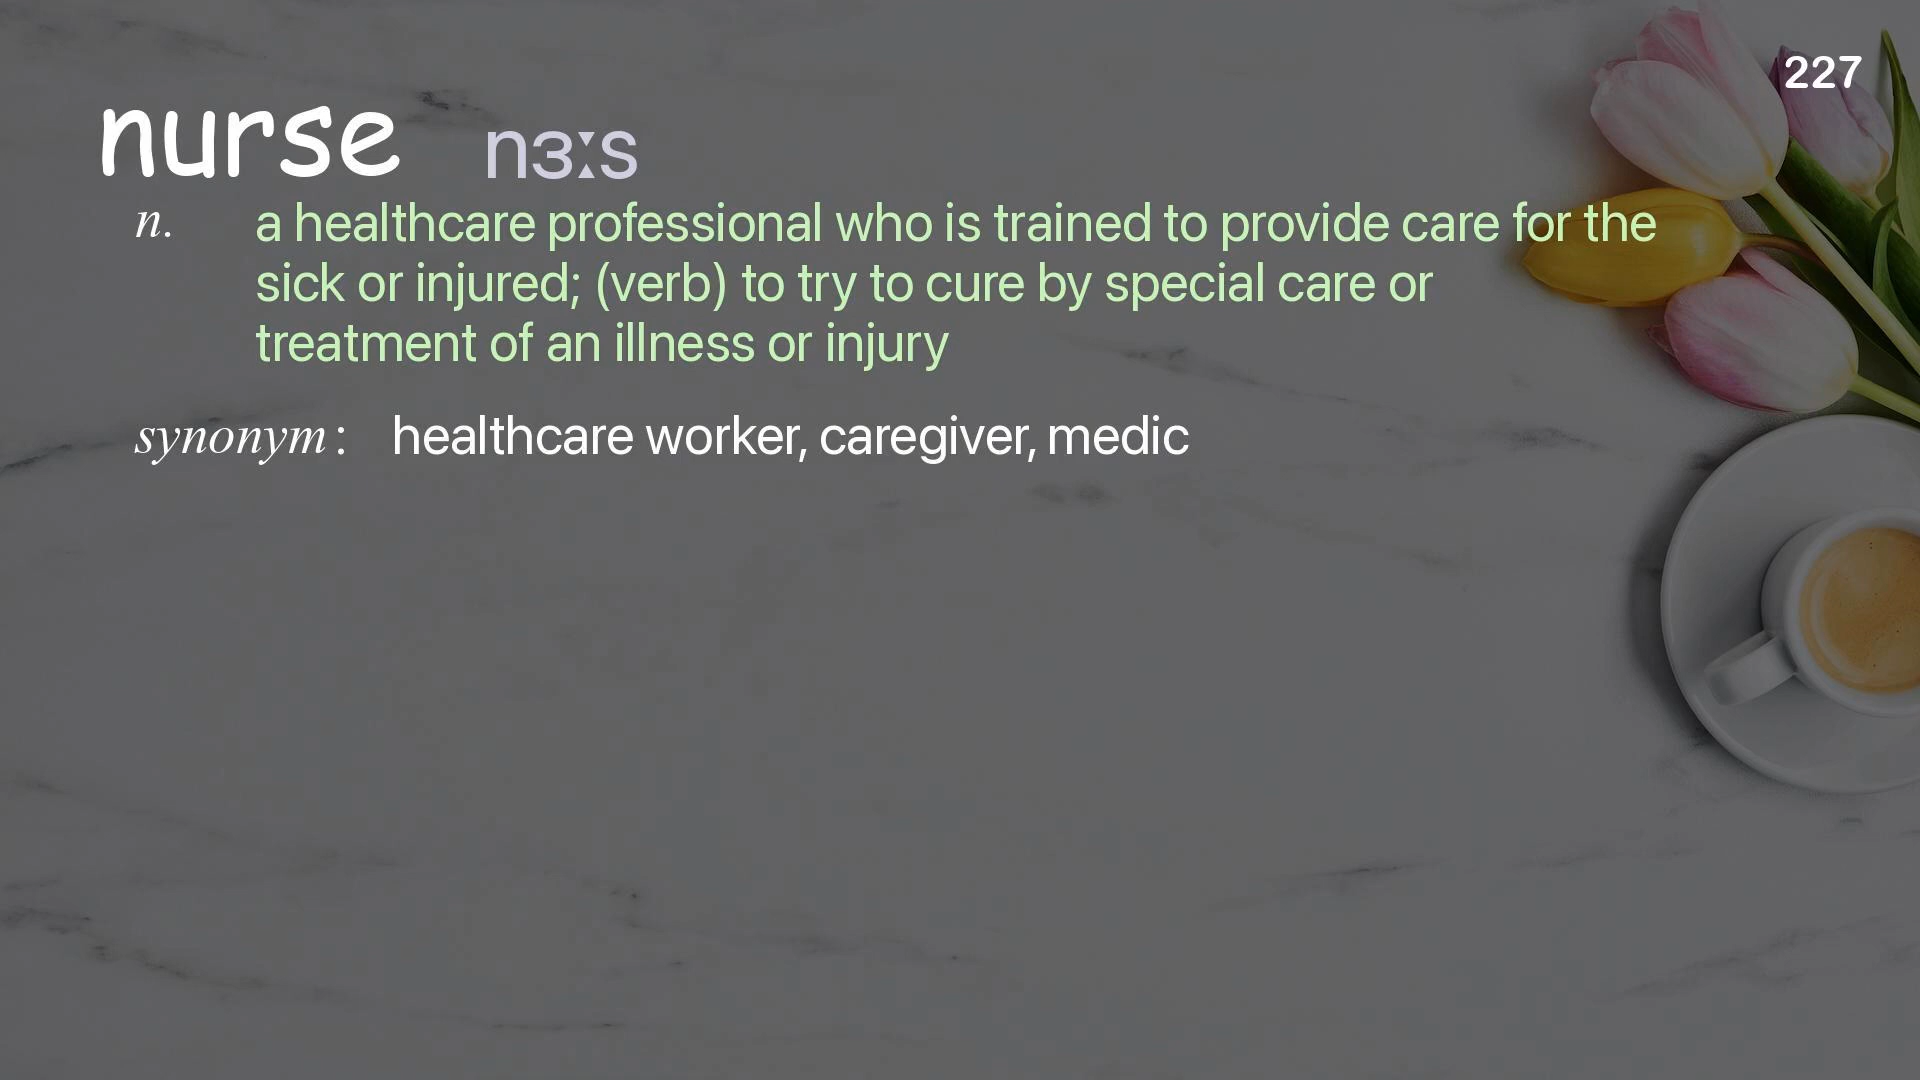 227
nurse nɜːs
n. a healthcare professional who is trained to provide care for the
sick or injured; (verb) to try to cure by special care or
treatment of an illness or injury
synonym : healthcare worker, caregiver, medic